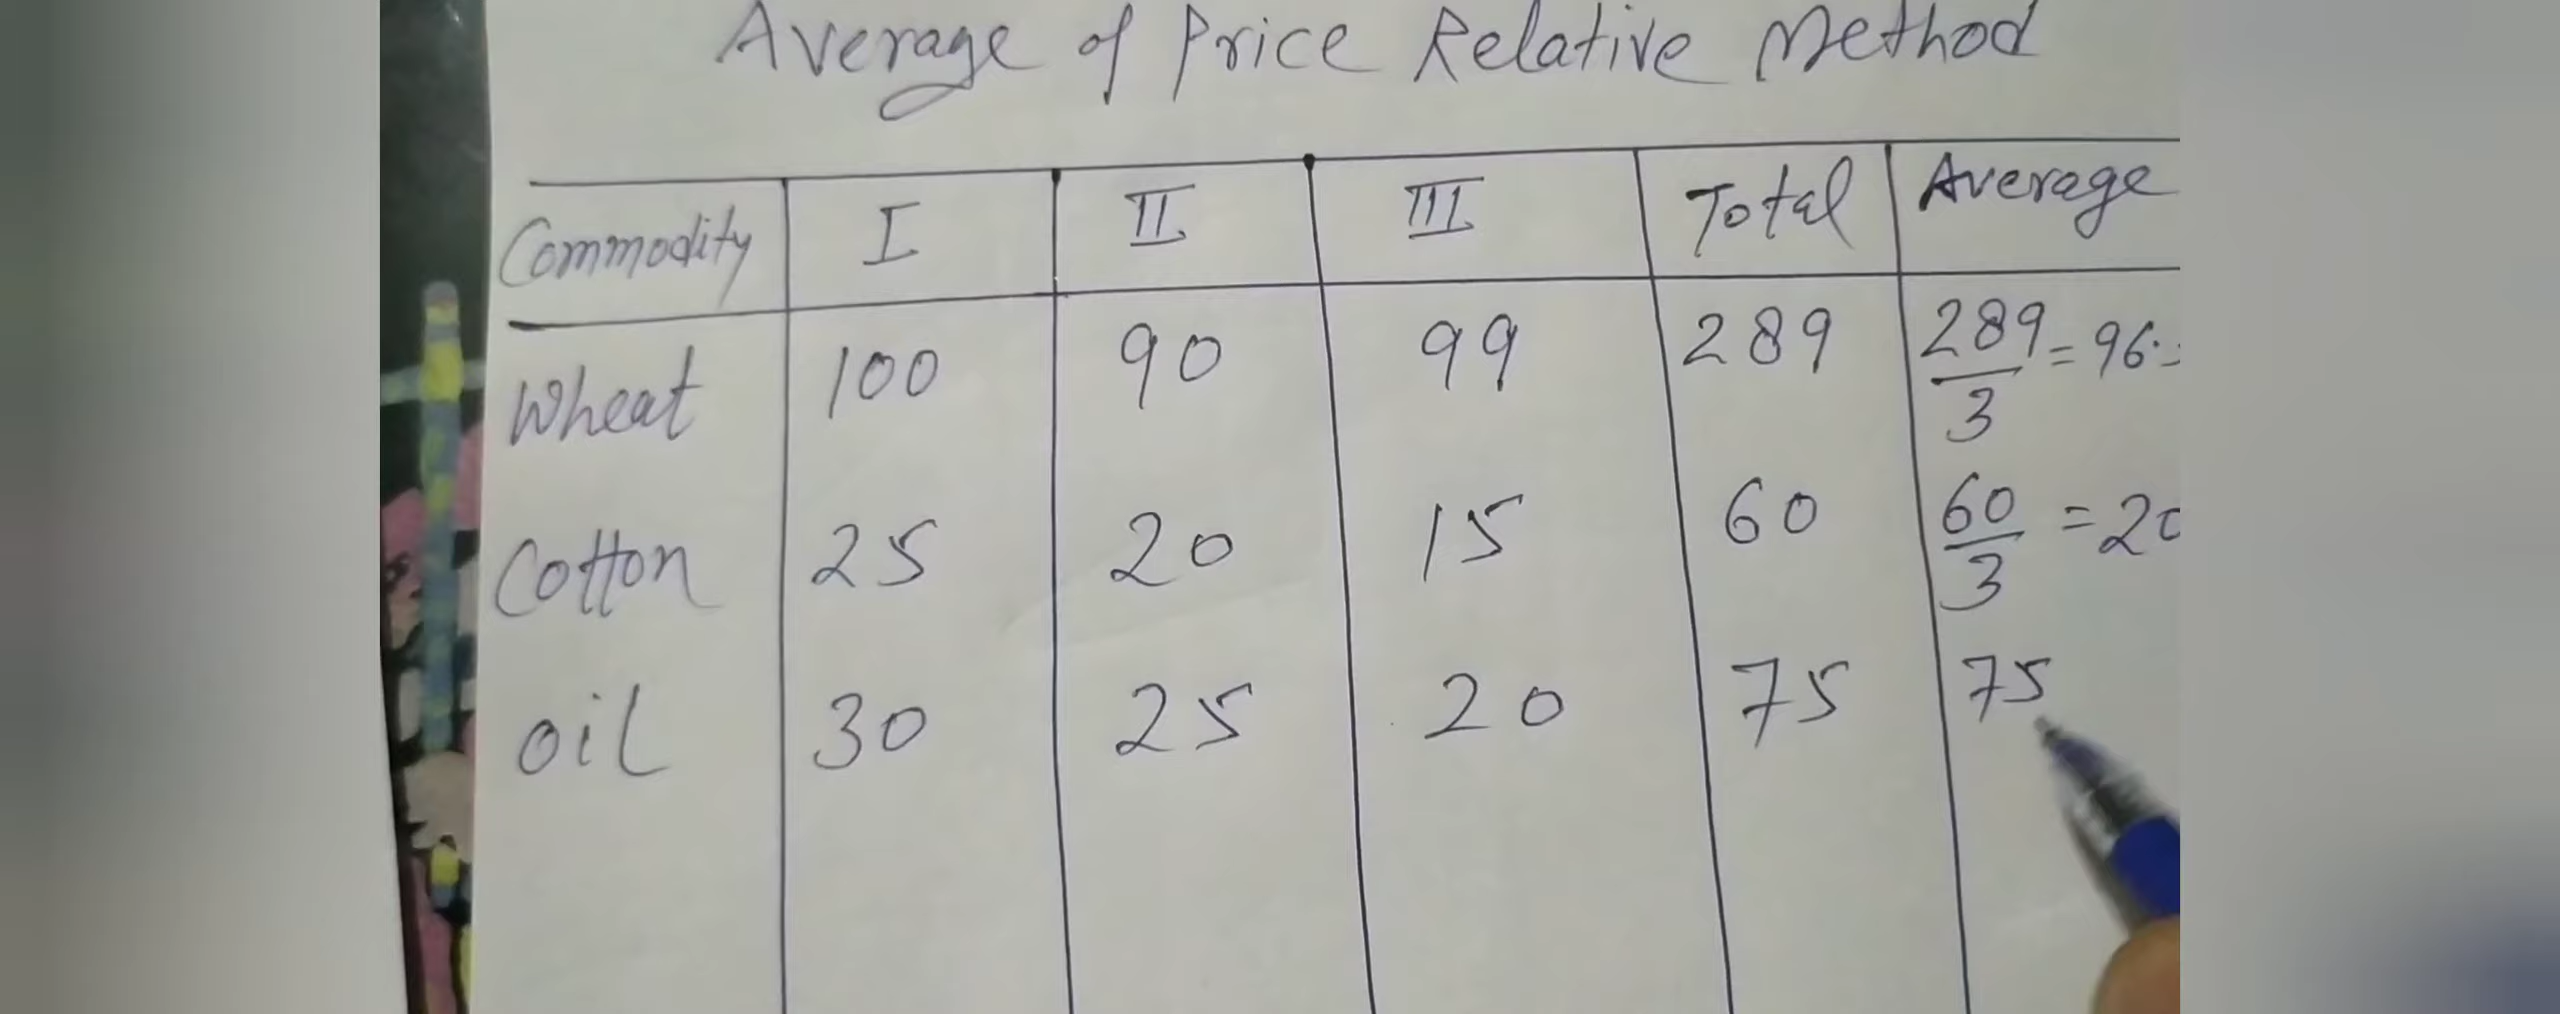 Average of Price Relative Method
Commodity I II III Total Average
Wheat 100 90 99 289 289/3 = 96.
Cotton 25 20 15 60 60/3 = 20
oil 30 25 20 75 75